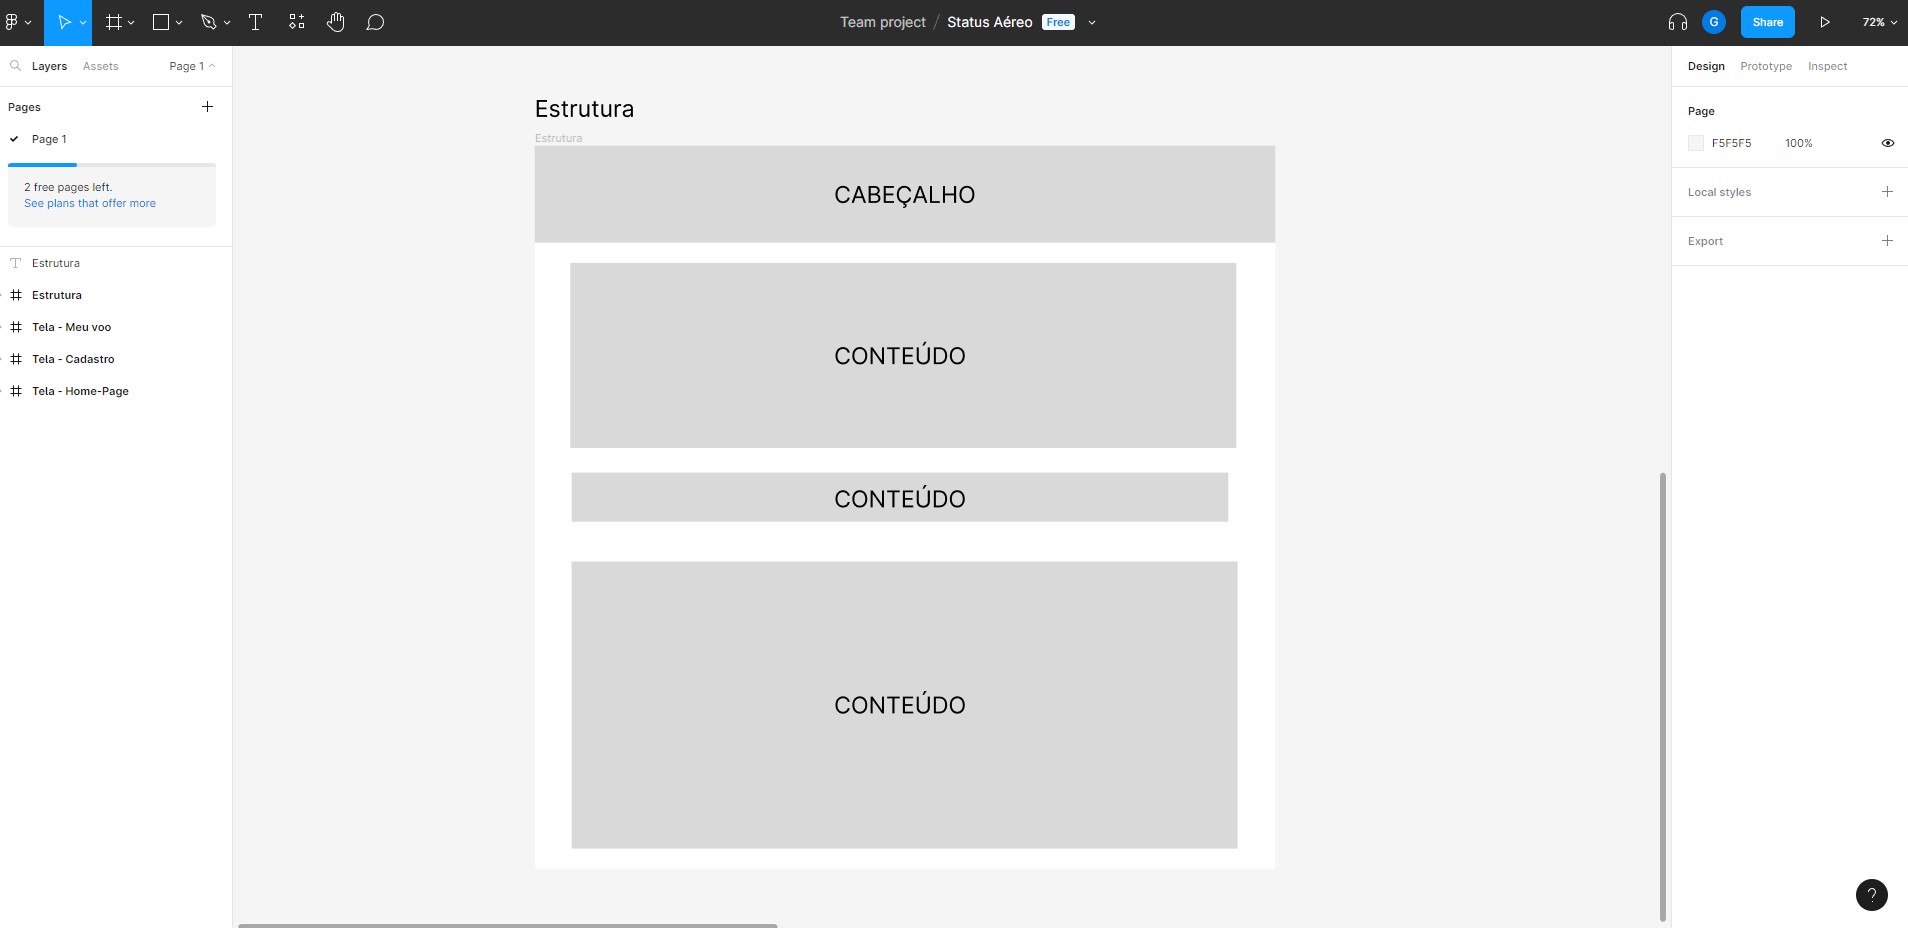 Team project / Status Aéreo Free
G
Share
72%
Layers Assets Page 1
Pages
Page 1
2 free pages left.
See plans that offer more
Estrutura
Estrutura
Tela - Meu voo
Tela - Cadastro
Tela - Home-Page
Estrutura
Estrutura
CABEÇALHO
CONTEÚDO
CONTEÚDO
CONTEÚDO
Design Prototype Inspect
Page
F5F5F5 100%
Local styles
Export
?